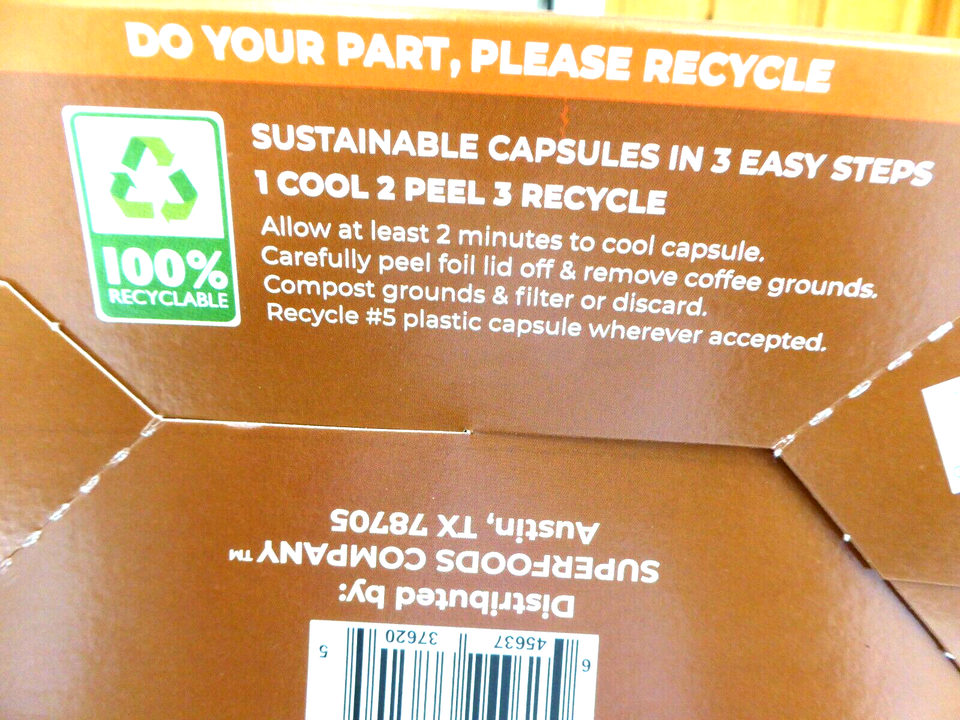 DO YOUR PART, PLEASE RECYCLE
100%
RECYCLABLE
SUSTAINABLE CAPSULES IN 3 EASY STEPS
1 COOL 2 PEEL 3 RECYCLE
Allow at least 2 minutes to cool capsule.
Carefully peel foil lid off & remove coffee grounds.
Compost grounds & filter or discard.
Recycle #5 plastic capsule wherever accepted.
Distributed by:
SUPERFOODS COMPANY™
Austin, TX 78705
6 45637 37620 5